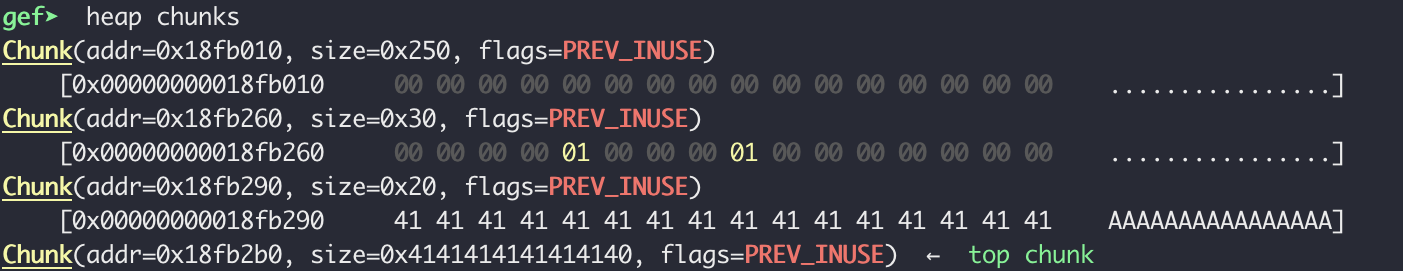 gef➤ heap chunks
Chunk(addr=0x18fb010, size=0x250, flags=PREV_INUSE)
[0x00000000018fb010 00 00 00 00 00 00 00 00 00 00 00 00 00 00 00 00 ................]
Chunk(addr=0x18fb260, size=0x30, flags=PREV_INUSE)
[0x00000000018fb260 00 00 00 00 01 00 00 00 01 00 00 00 00 00 00 00 ................]
Chunk(addr=0x18fb290, size=0x20, flags=PREV_INUSE)
[0x00000000018fb290 41 41 41 41 41 41 41 41 41 41 41 41 41 41 41 41 AAAAAAAAAAAAAAAA]
Chunk(addr=0x18fb2b0, size=0x4141414141414140, flags=PREV_INUSE) ← top chunk